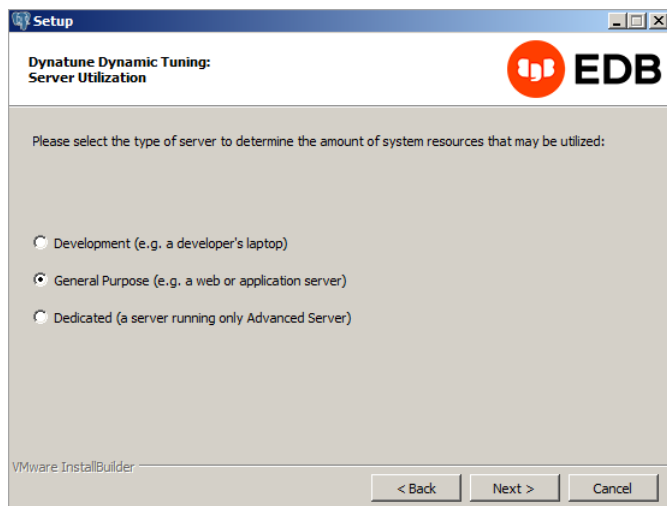 Setup
Dynatune Dynamic Tuning:
Server Utilization
EDB
Please select the type of server to determine the amount of system resources that may be utilized:
Development (e.g. a developer's laptop)
General Purpose (e.g. a web or application server)
Dedicated (a server running only Advanced Server)
VMware InstallBuilder
< Back
Next >
Cancel